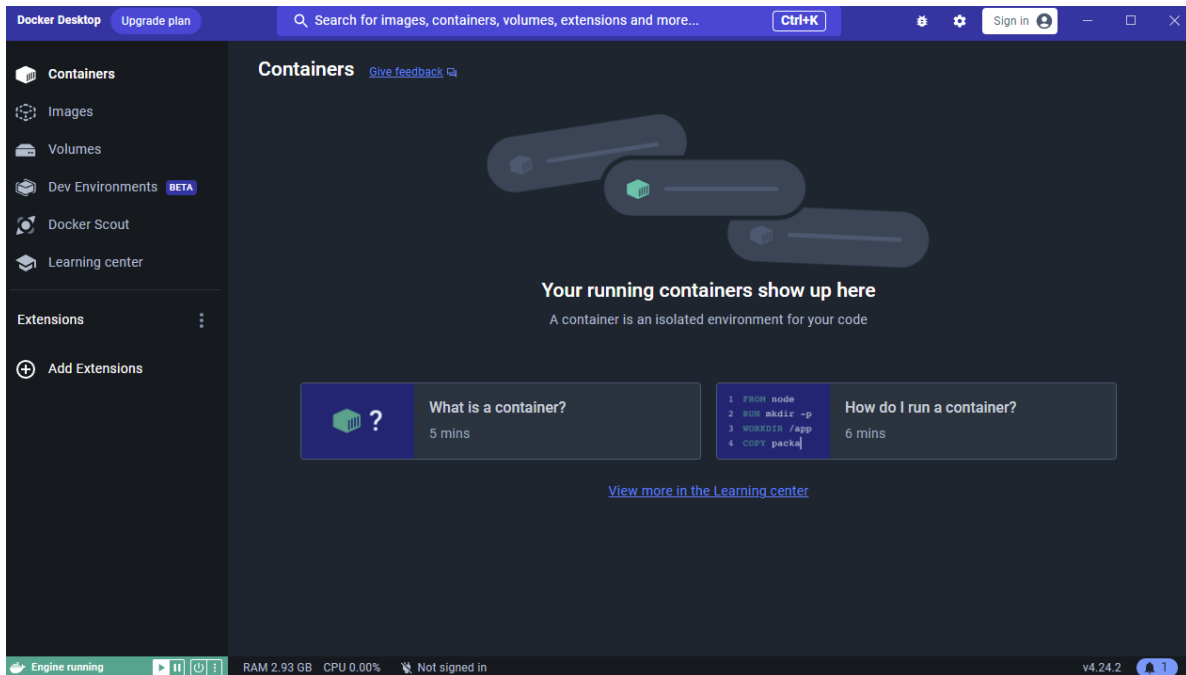 Docker Desktop Upgrade plan Search for images, containers, volumes, extensions and more... Ctrl+K Sign in
Containers
Images
Volumes
Dev Environments BETA
Docker Scout
Learning center
Extensions
Add Extensions
Containers Give feedback
Your running containers show up here
A container is an isolated environment for your code
?
What is a container?
5 mins
1 FROM node
2 RUN mkdir -p
3 WORKDIR /app
4 COPY packa
How do I run a container?
6 mins
View more in the Learning center
Engine running RAM 2.93 GB CPU 0.00% Not signed in v4.24.2 1